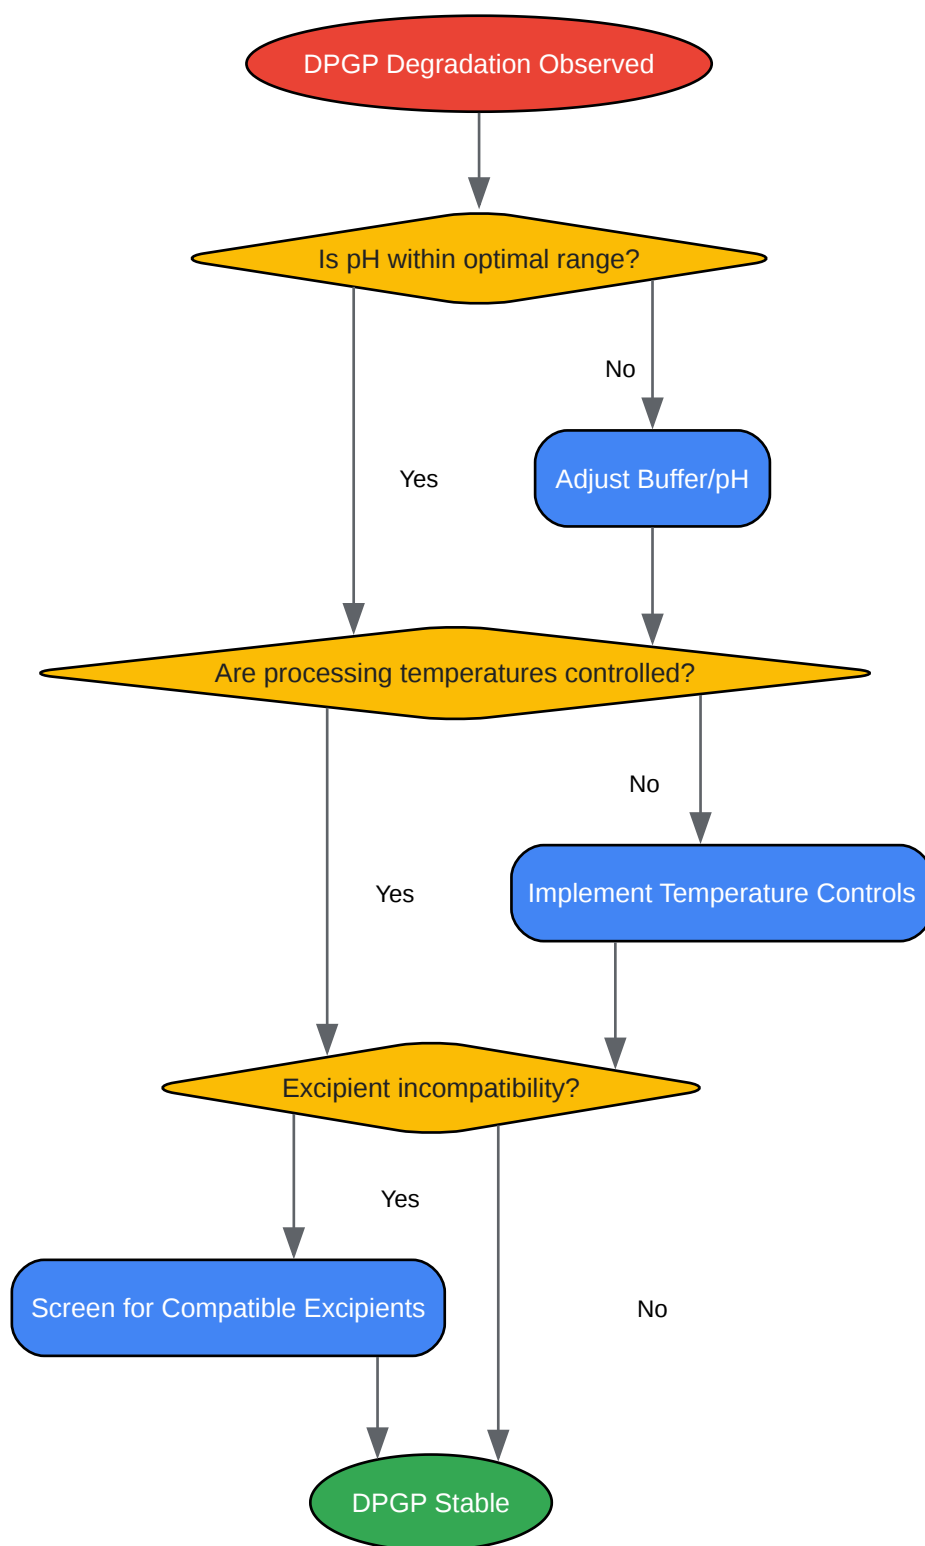 DPGP Degradation Observed
Is pH within optimal range?
No
Yes
Adjust Buffer/pH
Are processing temperatures controlled?
No
Yes
Implement Temperature Controls
Excipient incompatibility?
Yes
Screen for Compatible Excipients
No
DPGP Stable